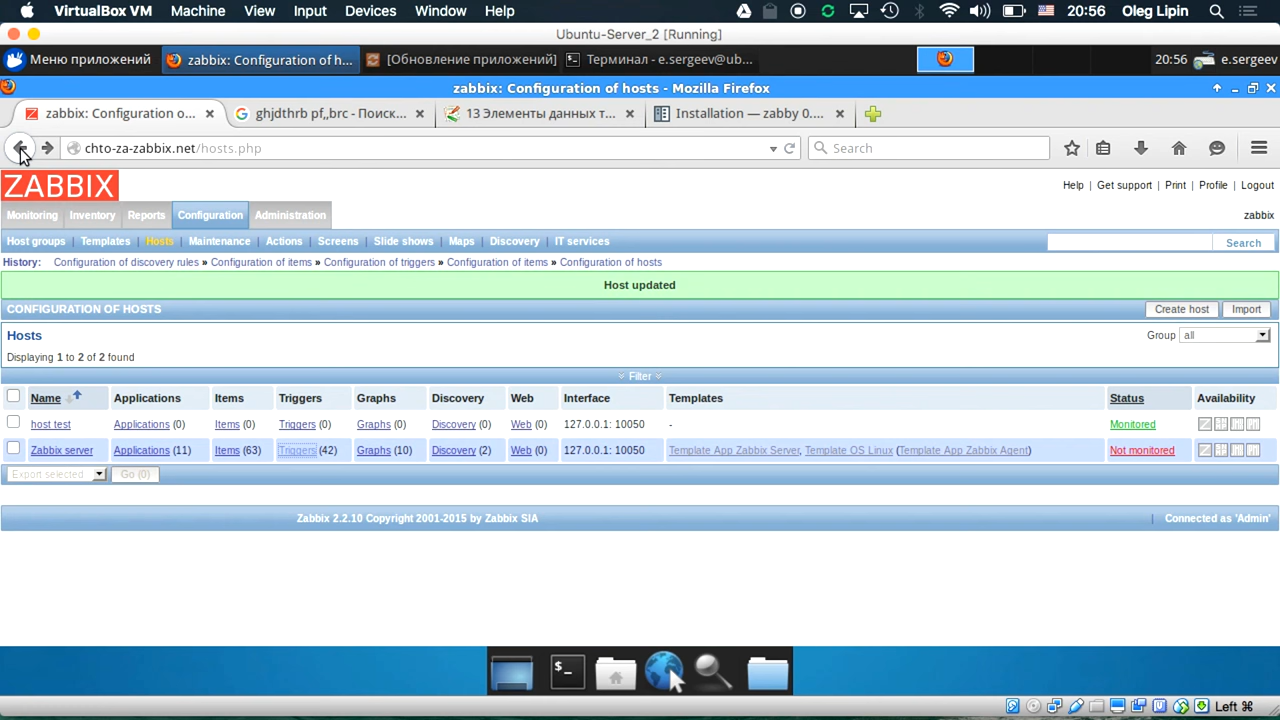 VirtualBox VM Machine View Input Monitor Devices Window Help 20:56 Oleg Lipin
Ubuntu-Server_2 [Running]
Меню приложений zabbix: Configuration of h... [Обновление приложений] Терминал - e.sergeev@ub... 20:56 e.sergeev
zabbix: Configuration of hosts - Mozilla Firefox
zabbix: Configuration o... ghjdthrb pf,,brc - Поиск... 13 Элементы данных т... Installation — zabby 0....
chto-za-zabbix.net/hosts.php Search
ZABBIX Help | Get support | Print | Profile | Logout
Monitoring Inventory Reports Configuration Administration zabbix
Host groups | Templates | Hosts | Maintenance | Actions | Screens | Slide shows | Maps | Discovery | IT services Search
History: Configuration of discovery rules » Configuration of items » Configuration of triggers » Configuration of items » Configuration of hosts
Host updated
CONFIGURATION OF HOSTS Create host Import
Hosts Group all
Displaying 1 to 2 of 2 found
Filter
Name Applications Items Triggers Graphs Discovery Web Interface Templates Status Availability
host test Applications (0) Items (0) Triggers (0) Graphs (0) Discovery (0) Web (0) 127.0.0.1: 10050 - Monitored
Zabbix server Applications (11) Items (63) Triggers (42) Graphs (10) Discovery (2) Web (0) 127.0.0.1: 10050 Template App Zabbix Server, Template OS Linux (Template App Zabbix Agent) Not monitored
Export selected Go (0)
Zabbix 2.2.10 Copyright 2001-2015 by Zabbix SIA | Connected as 'Admin'
Left ⌘